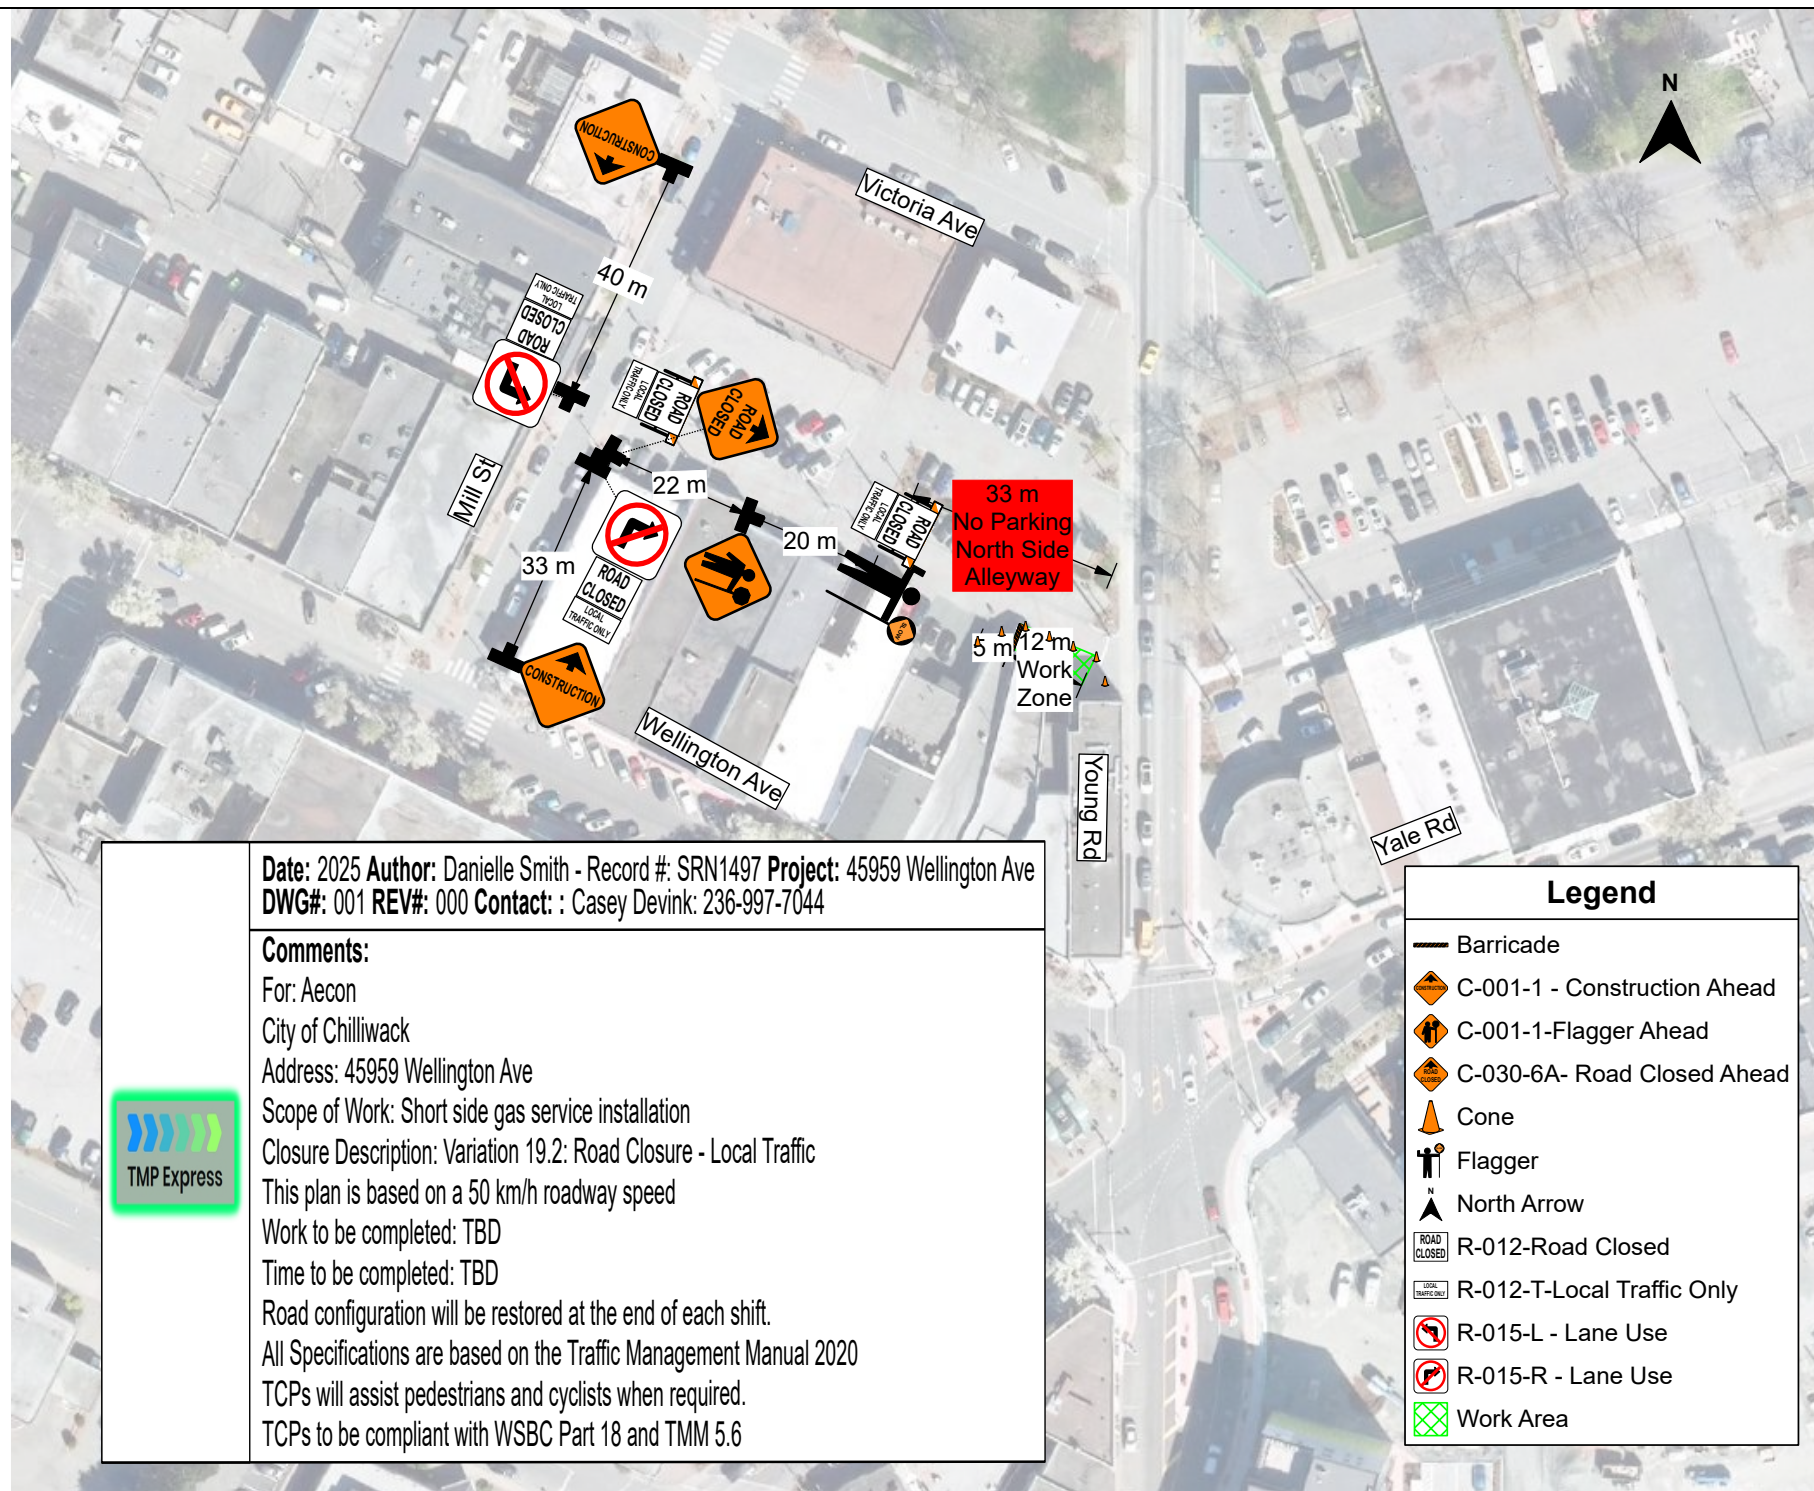 N
CONSTRUCTION
Victoria Ave
40 m
LOCAL
TRAFFIC ONLY
ROAD
CLOSED
LOCAL
TRAFFIC ONLY
ROAD
CLOSED
ROAD
CLOSED
Mill St
22 m
33 m
ROAD
CLOSED
LOCAL
TRAFFIC ONLY
20 m
LOCAL
TRAFFIC ONLY
ROAD
CLOSED
SLOW
33 m
No Parking
North Side
Alleyway
5 m
12 m
Work
Zone
CONSTRUCTION
Wellington Ave
Young Rd
Yale Rd
Date: 2025 Author: Danielle Smith - Record #: SRN1497 Project: 45959 Wellington Ave
DWG#: 001 REV#: 000 Contact: : Casey Devink: 236-997-7044
Comments:
For: Aecon
City of Chilliwack
Address: 45959 Wellington Ave
Scope of Work: Short side gas service installation
Closure Description: Variation 19.2: Road Closure - Local Traffic
This plan is based on a 50 km/h roadway speed
Work to be completed: TBD
Time to be completed: TBD
Road configuration will be restored at the end of each shift.
All Specifications are based on the Traffic Management Manual 2020
TCPs will assist pedestrians and cyclists when required.
TCPs to be compliant with WSBC Part 18 and TMM 5.6
TMP Express
Legend
Barricade
CONSTRUCTION
C-001-1 - Construction Ahead
C-001-1-Flagger Ahead
ROAD
CLOSED
C-030-6A- Road Closed Ahead
Cone
Flagger
N
North Arrow
ROAD
CLOSED
R-012-Road Closed
LOCAL
TRAFFIC ONLY
R-012-T-Local Traffic Only
R-015-L - Lane Use
R-015-R - Lane Use
Work Area